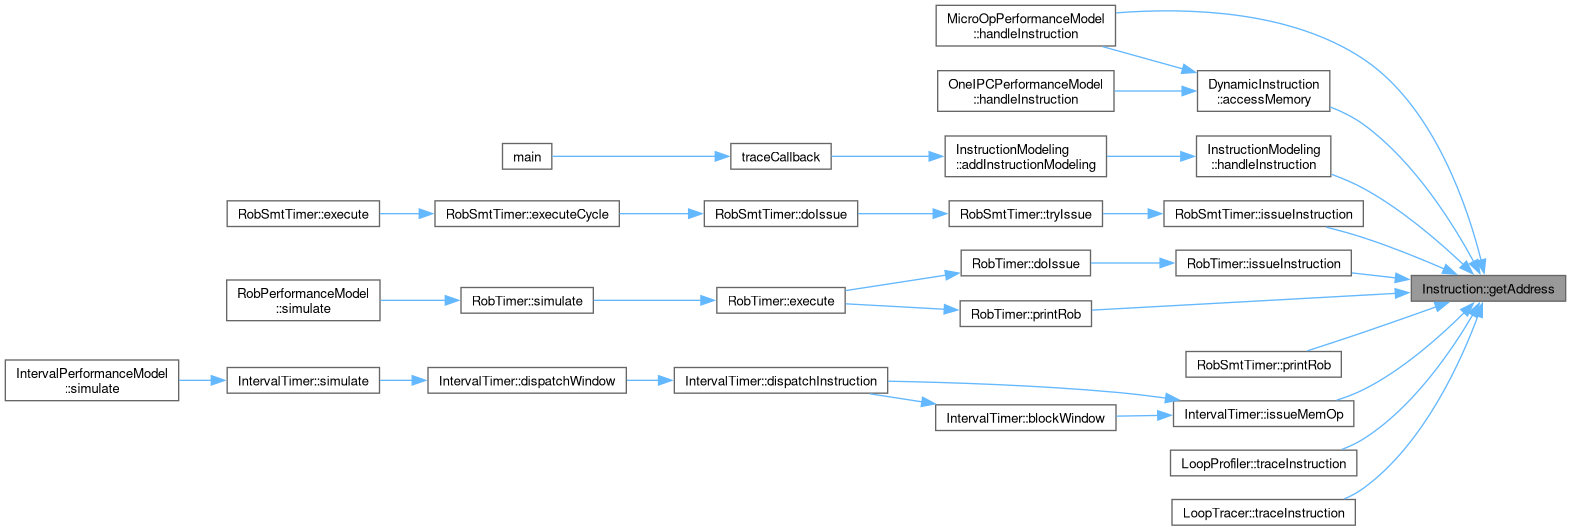 MicroOpPerformanceModel
::handleInstruction
OneIPCPerformanceModel
::handleInstruction
DynamicInstruction
::accessMemory
main
traceCallback
InstructionModeling
::addInstructionModeling
InstructionModeling
::handleInstruction
RobSmtTimer::execute
RobSmtTimer::executeCycle
RobSmtTimer::doIssue
RobSmtTimer::tryIssue
RobSmtTimer::issueInstruction
RobTimer::doIssue
RobTimer::issueInstruction
Instruction::getAddress
RobPerformanceModel
::simulate
RobTimer::simulate
RobTimer::execute
RobTimer::printRob
RobSmtTimer::printRob
IntervalPerformanceModel
::simulate
IntervalTimer::simulate
IntervalTimer::dispatchWindow
IntervalTimer::dispatchInstruction
IntervalTimer::blockWindow
IntervalTimer::issueMemOp
LoopProfiler::traceInstruction
LoopTracer::traceInstruction